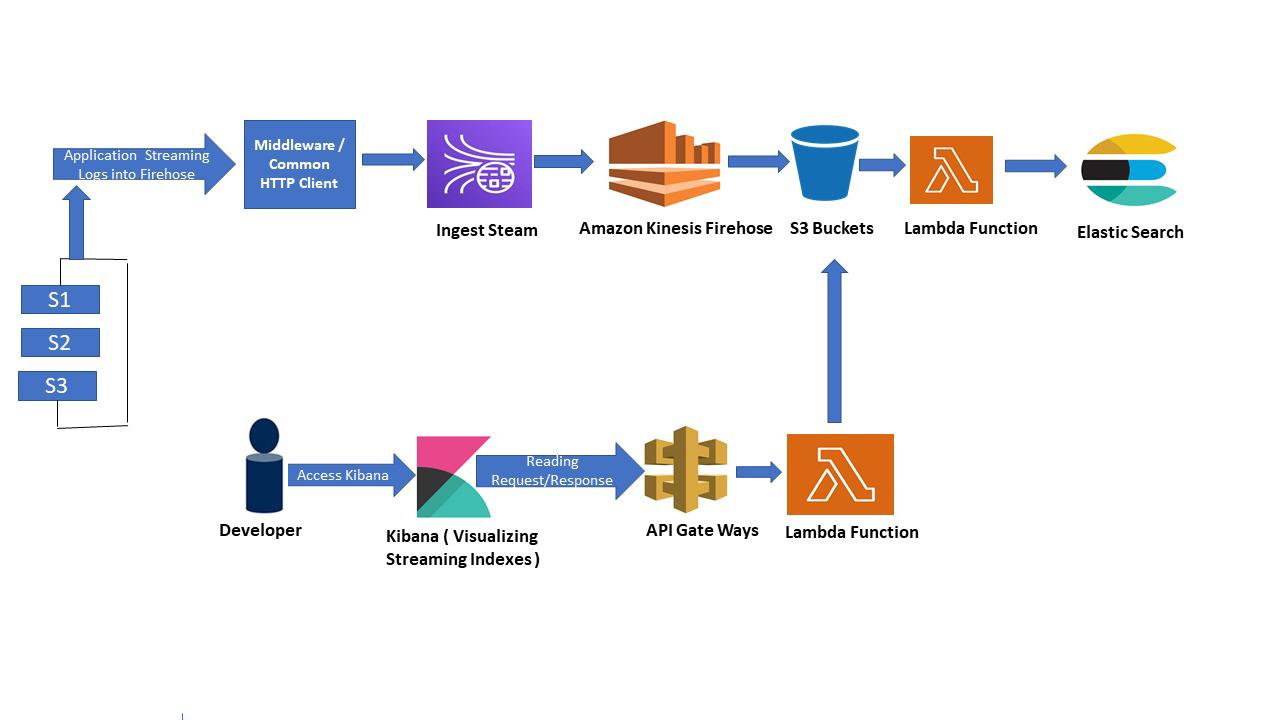 Application Streaming
Logs into Firehose
Middleware /
Common
HTTP Client
Ingest Steam
Amazon Kinesis Firehose
S3 Buckets
Lambda Function
Elastic Search
S1
S2
S3
Access Kibana
Reading
Request/Response
Developer
Kibana ( Visualizing
Streaming Indexes )
API Gate Ways
Lambda Function